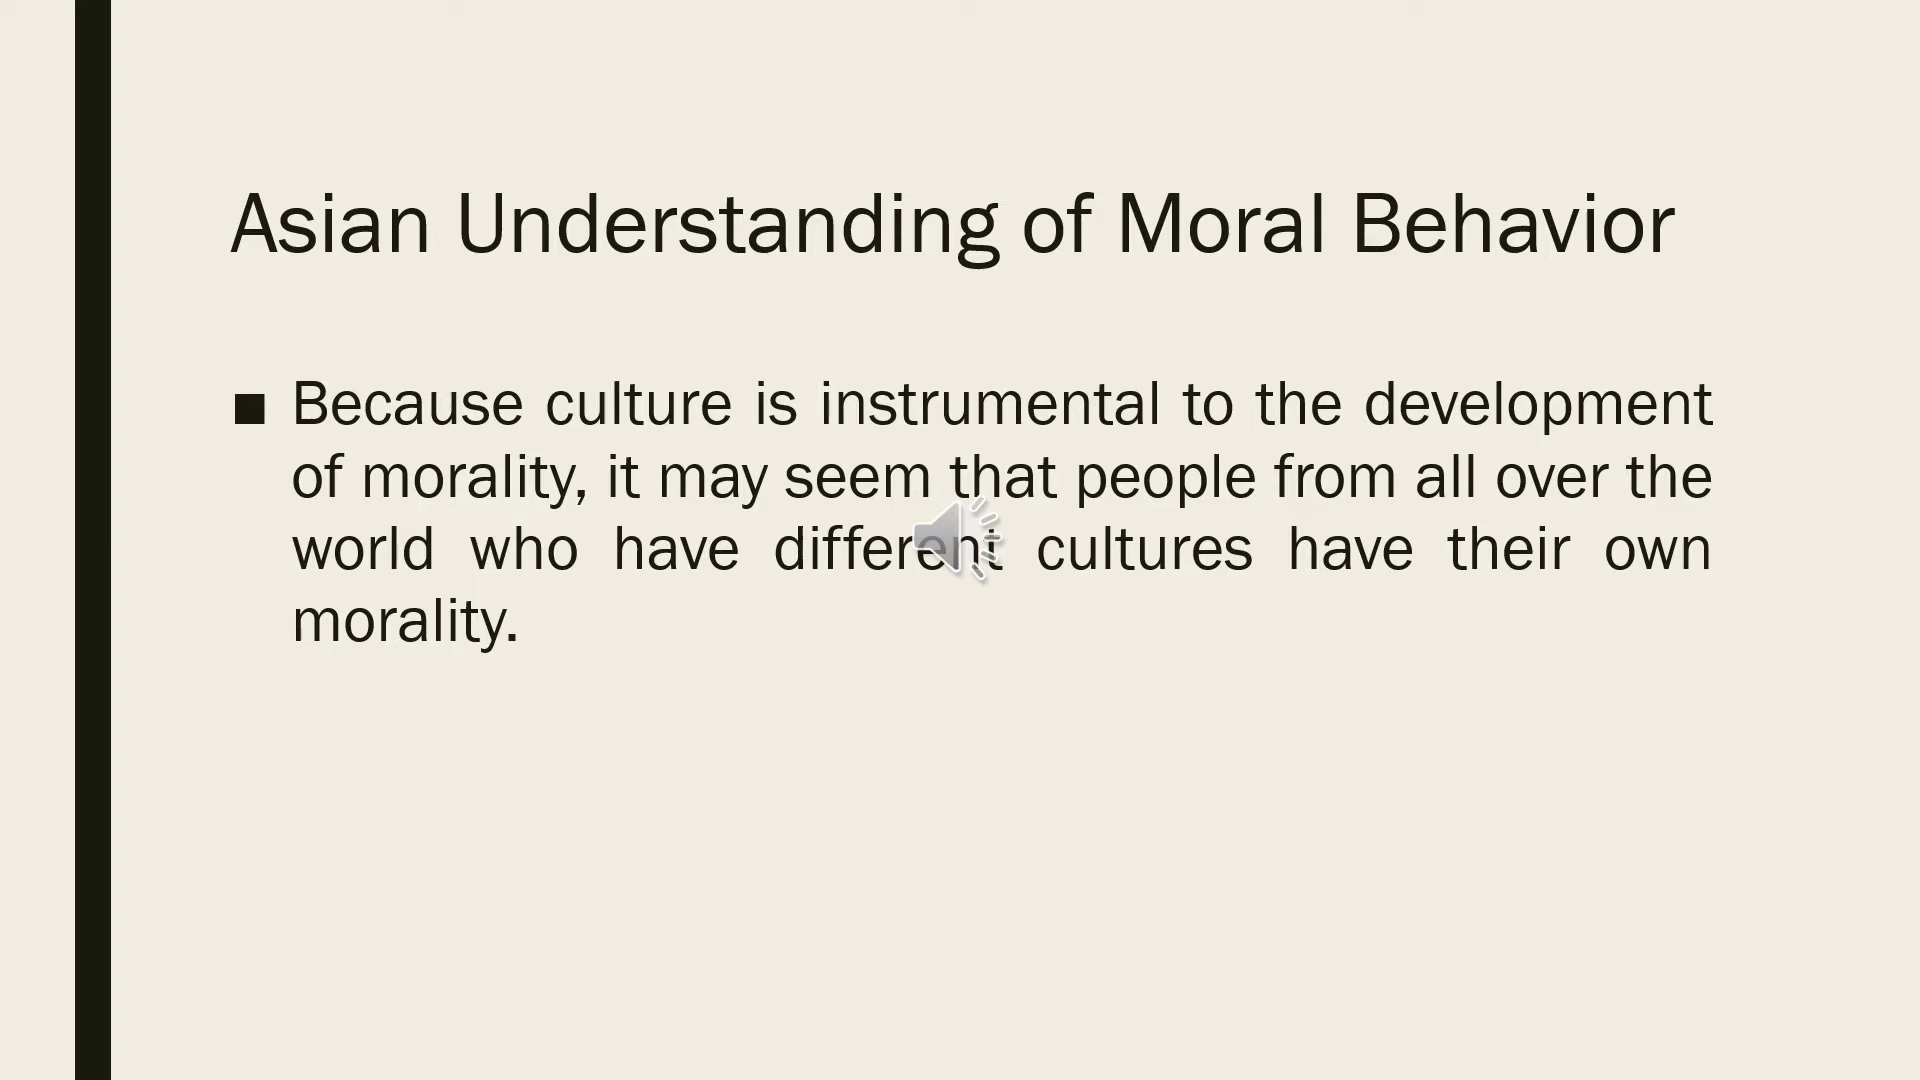 Asian Understanding of Moral Behavior
■ Because culture is instrumental to the development
of morality, it may seem that people from all over the
world who have different cultures have their own
morality.